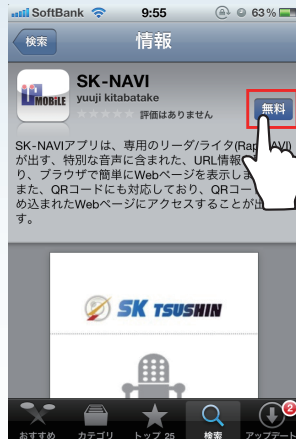 SoftBank 9:55 63%
検索 情報
U² MOBILE
SK-NAVI
yuuji kitabatake
評価はありません
無料
SK-NAVIアプリは、専用のリーダ/ライタ(Rap
AVI)
が出す、特別な音声に含まれた、URL情報
り、ブラウザで簡単にWebページを表示しま
また、QRコードにも対応しており、QRコー
め込まれたWebページにアクセスすることが出
す。
SK TSUSHIN
おすすめ カテゴリ トップ 25 検索 アップデート
2